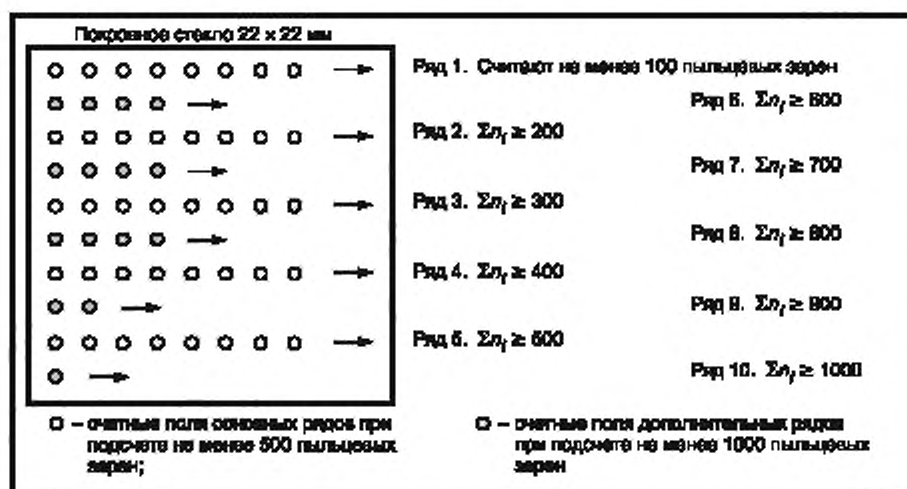 Покровное стекло 22 × 22 мм
Ряд 1. Считают не менее 100 пыльцевых зерен
Ряд 6. Σnᵢ ≥ 600
Ряд 2. Σnᵢ ≥ 200
Ряд 7. Σnᵢ ≥ 700
Ряд 3. Σnᵢ ≥ 300
Ряд 8. Σnᵢ ≥ 800
Ряд 4. Σnᵢ ≥ 400
Ряд 9. Σnᵢ ≥ 900
Ряд 5. Σnᵢ ≥ 500
Ряд 10. Σnᵢ ≥ 1000
– счетные поля основных рядов при
подсчете не менее 500 пыльцевых
зерен;
– счетные поля дополнительных рядов
при подсчете не менее 1000 пыльцевых
зерен